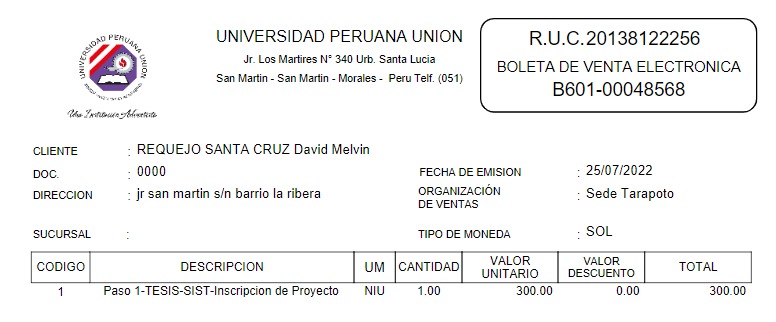 UNIVERSIDAD PERUANA UNION
UNIVERSIDAD PERUANA UNION
Jr. Los Martires N° 340 Urb. Santa Lucia
San Martin - San Martin - Morales - Peru Telf. (051)
Una Institución Adventista
R.U.C.20138122256
BOLETA DE VENTA ELECTRONICA
B601-00048568
CLIENTE : REQUEJO SANTA CRUZ David Melvin
DOC. : 0000 FECHA DE EMISION : 25/07/2022
DIRECCION : jr san martin s/n barrio la ribera ORGANIZACIÓN DE VENTAS : Sede Tarapoto
SUCURSAL : TIPO DE MONEDA : SOL
CODIGO DESCRIPCION UM CANTIDAD VALOR UNITARIO VALOR DESCUENTO TOTAL
1 Paso 1-TESIS-SIST-Inscripcion de Proyecto NIU 1.00 300.00 0.00 300.00